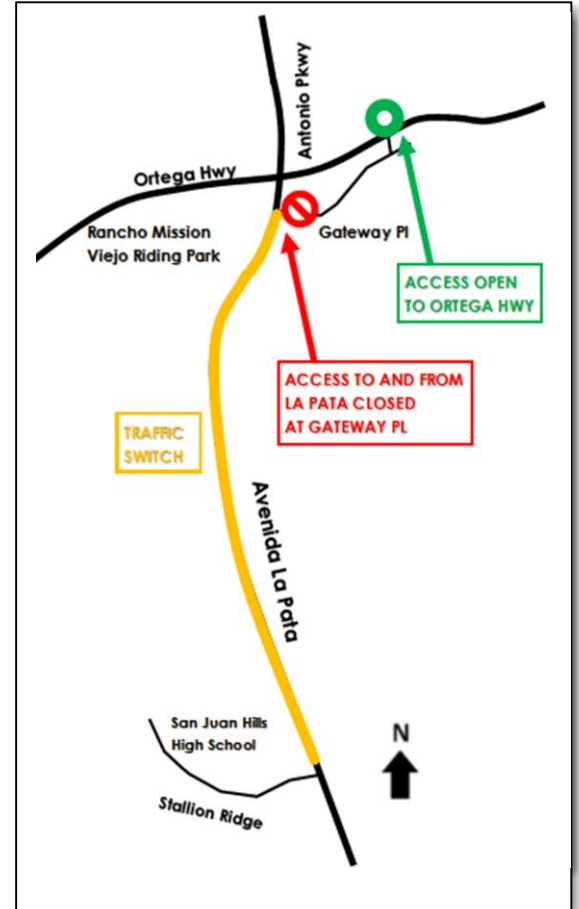 Antonio Pkwy
Ortega Hwy
Rancho Mission
Viejo Riding Park
Gateway Pl
ACCESS OPEN
TO ORTEGA HWY
ACCESS TO AND FROM
LA PATA CLOSED
AT GATEWAY PL
TRAFFIC
SWITCH
Avenida La Pata
San Juan Hills
High School
Stallion Ridge
N